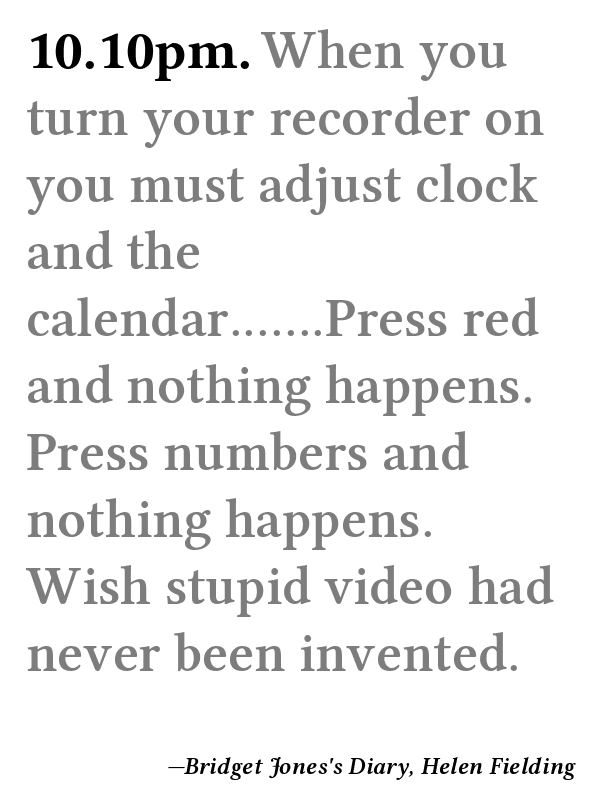 10.10pm. When you
turn your recorder on
you must adjust clock
and the
calendar.......Press red
and nothing happens.
Press numbers and
nothing happens.
Wish stupid video had
never been invented.
—Bridget Jones's Diary, Helen Fielding